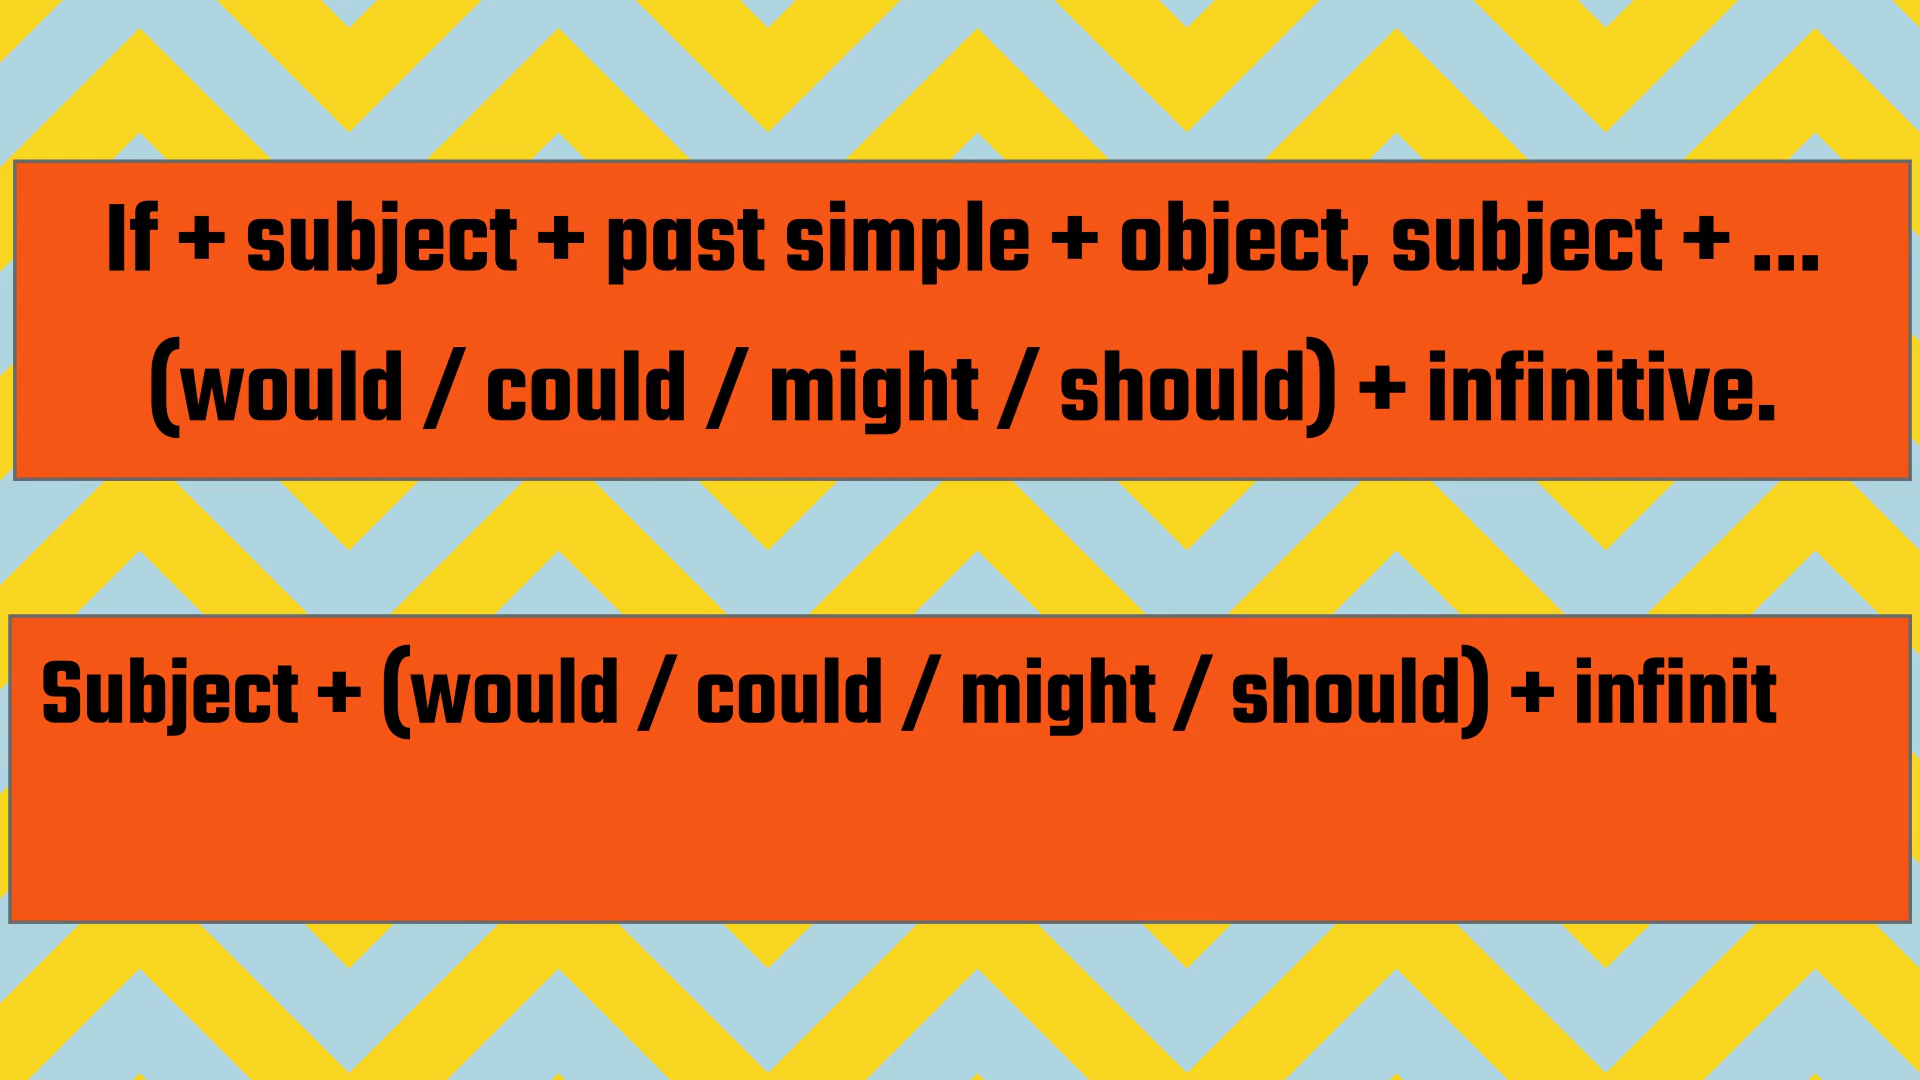 If + subject + past simple + object, subject + ...
(would / could / might / should) + infinitive.
Subject + (would / could / might / should) + infinit